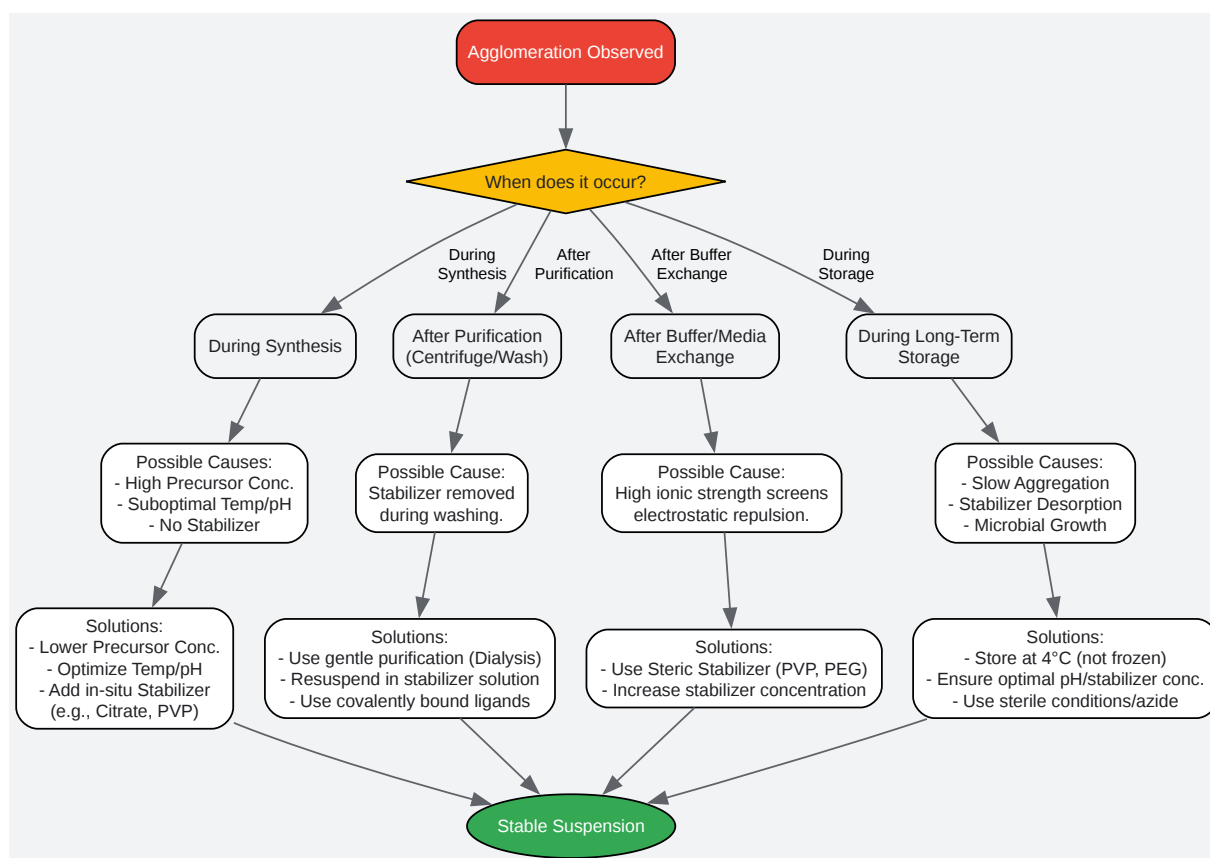 Agglomeration Observed
When does it occur?
During
Synthesis
After
Purification
After Buffer
Exchange
During
Storage
During Synthesis
After Purification
(Centrifuge/Wash)
After Buffer/Media
Exchange
During Long-Term
Storage
Possible Causes:
- High Precursor Conc.
- Suboptimal Temp/pH
- No Stabilizer
Possible Cause:
Stabilizer removed
during washing.
Possible Cause:
High ionic strength screens
electrostatic repulsion.
Possible Causes:
- Slow Aggregation
- Stabilizer Desorption
- Microbial Growth
Solutions:
- Lower Precursor Conc.
- Optimize Temp/pH
- Add in-situ Stabilizer
(e.g., Citrate, PVP)
Solutions:
- Use gentle purification (Dialysis)
- Resuspend in stabilizer solution
- Use covalently bound ligands
Solutions:
- Use Steric Stabilizer (PVP, PEG)
- Increase stabilizer concentration
Solutions:
- Store at 4°C (not frozen)
- Ensure optimal pH/stabilizer conc.
- Use sterile conditions/azide
Stable Suspension